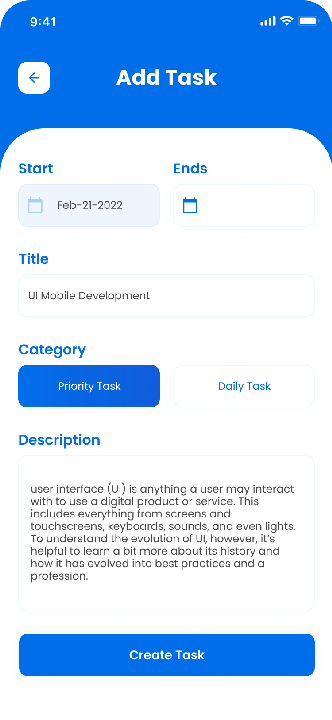 9:41
Add Task
Start
Ends
Feb-21-2022
Title
UI Mobile Development
Category
Priority Task
Daily Task
Description
user interface (UI) is anything a user may interact
with to use a digital product or service. This
includes everything from screens and
touchscreens, keyboards, sounds, and even lights.
To understand the evolution of UI, however, it's
helpful to learn a bit more about its history and
how it has evolved into best practices and a
profession.
Create Task